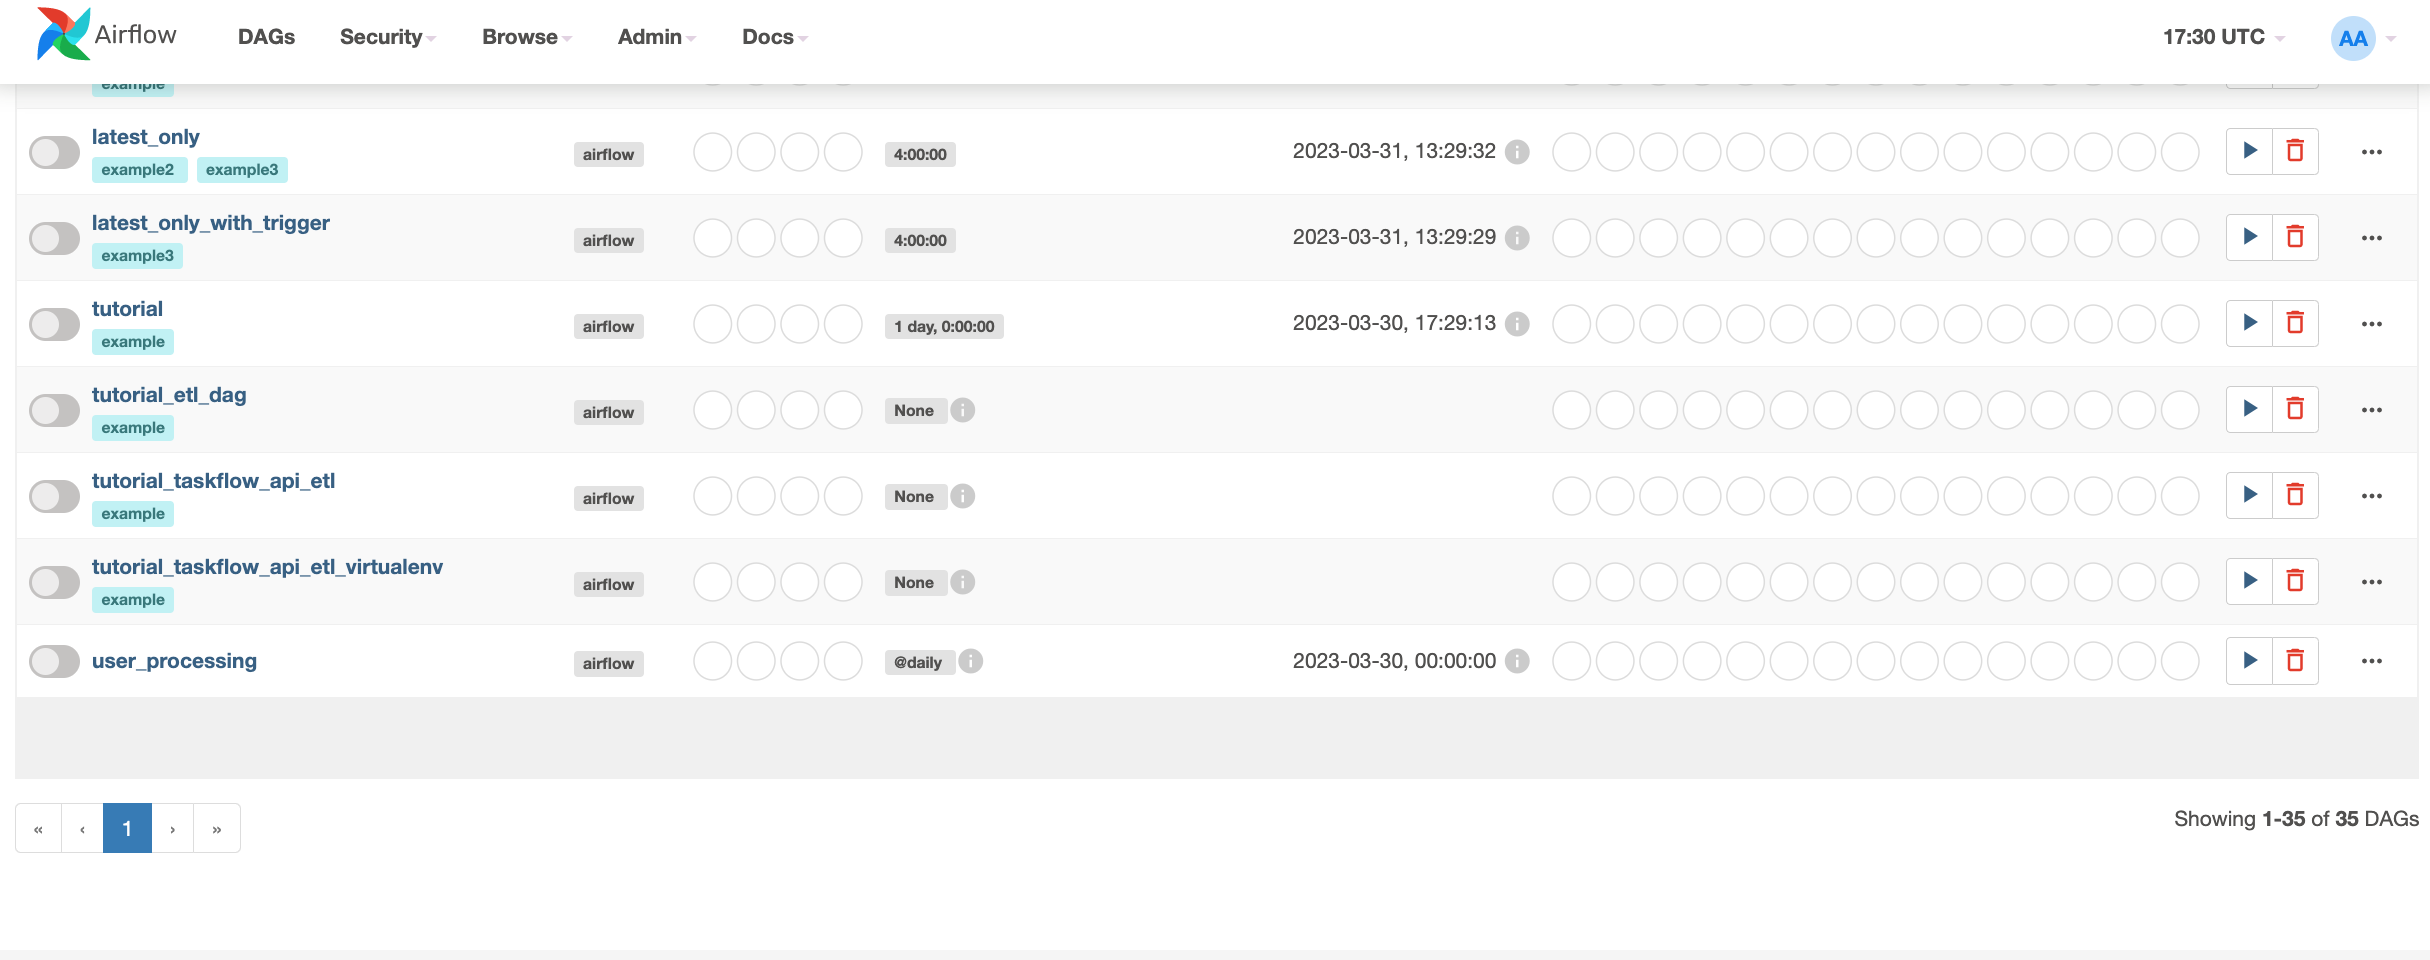 Airflow DAGs Security Browse Admin Docs 17:30 UTC AA
example
latest_only
airflow 4:00:00 2023-03-31, 13:29:32
example2 example3
latest_only_with_trigger
airflow 4:00:00 2023-03-31, 13:29:29
example3
tutorial
airflow 1 day, 0:00:00 2023-03-30, 17:29:13
example
tutorial_etl_dag
airflow None
example
tutorial_taskflow_api_etl
airflow None
example
tutorial_taskflow_api_etl_virtualenv
airflow None
example
user_processing airflow @daily 2023-03-30, 00:00:00
« ‹ 1 › » Showing 1-35 of 35 DAGs